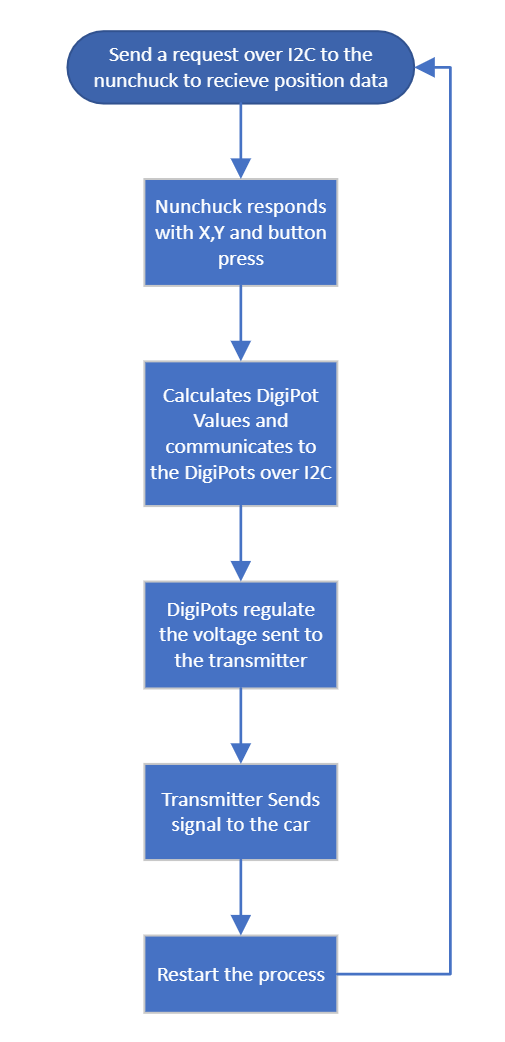 Send a request over I2C to the
nunchuck to recieve position data
Nunchuck responds
with X,Y and button
press
Calculates DigiPot
Values and
communicates to
the DigiPots over I2C
DigiPots regulate
the voltage sent to
the transmitter
Transmitter Sends
signal to the car
Restart the process